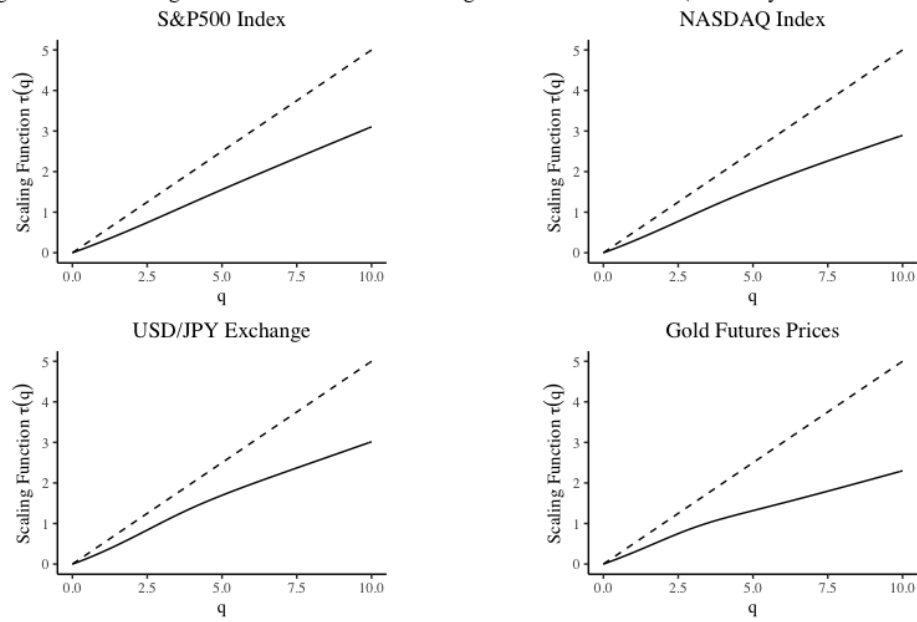 S&P500 Index
NASDAQ Index
Scaling Function τ(q)
5
4
3
2
1
0
0.0 2.5 5.0 7.5 10.0
q
Scaling Function τ(q)
5
4
3
2
1
0
0.0 2.5 5.0 7.5 10.0
q
USD/JPY Exchange
Gold Futures Prices
Scaling Function τ(q)
5
4
3
2
1
0
0.0 2.5 5.0 7.5 10.0
q
Scaling Function τ(q)
5
4
3
2
1
0
0.0 2.5 5.0 7.5 10.0
q